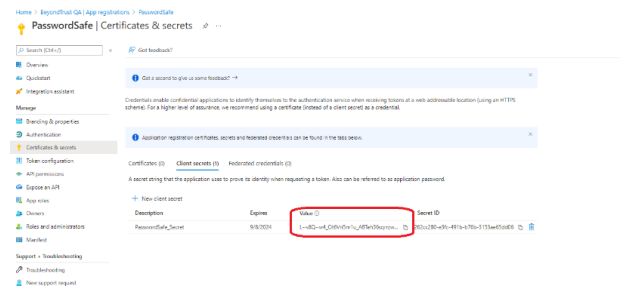 Home > BeyondTrust QA | App registrations > PasswordSafe
PasswordSafe | Certificates & secrets
Search (Ctrl+/)
Got feedback?
Overview
Quickstart
Integration assistant
Got a second to give us some feedback? →
Manage
Credentials enable confidential applications to identify themselves to the authentication service when receiving tokens at a web addressable location (using an HTTPS
scheme). For a higher level of assurance, we recommend using a certificate (instead of a client secret) as a credential.
Branding & properties
Authentication
Certificates & secrets
Application registration certificates, secrets and federated credentials can be found in the tabs below.
Token configuration
API permissions
Expose an API
App roles
Owners
Roles and administrators
Manifest
Certificates (0) Client secrets (1) Federated credentials (0)
A secret string that the application uses to prove its identity when requesting a token. Also can be referred to as application password.
New client secret
Description Expires Value Secret ID
PasswordSafe_Secret 9/8/2024
Support + Troubleshooting
Troubleshooting
New support request